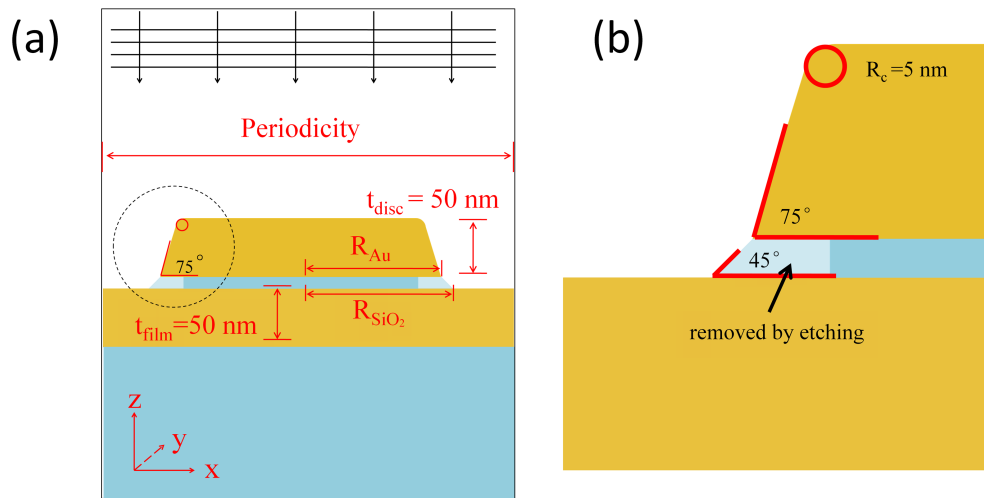 (a)
Periodicity
t_disc = 50 nm
R_Au
75°
R_SiO₂
t_film=50 nm
z
y
x
(b)
R_c=5 nm
75°
45°
removed by etching